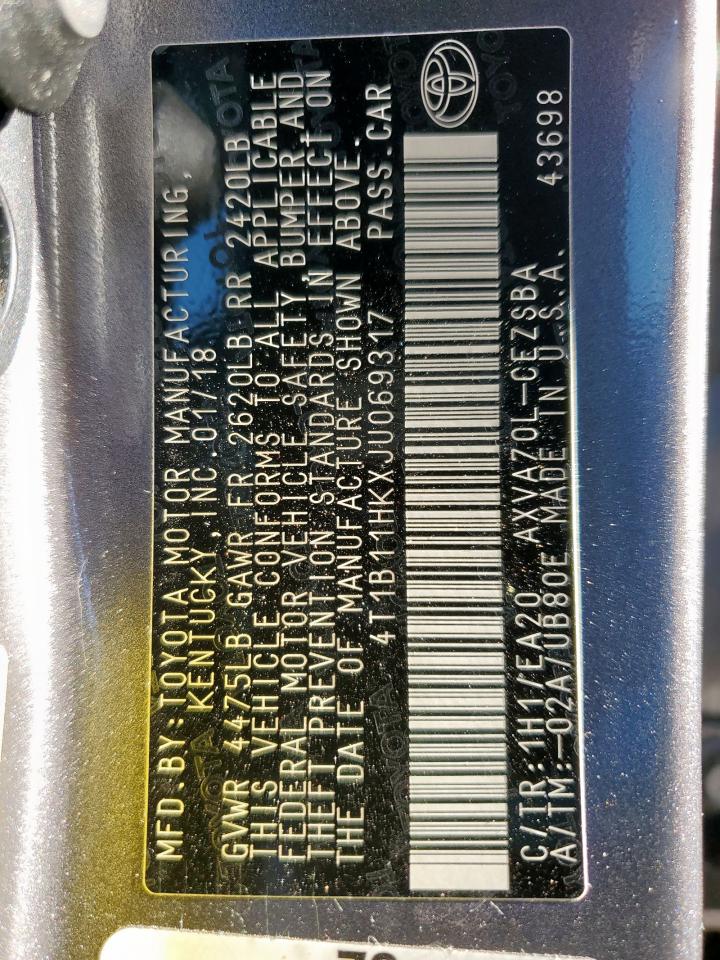 MFD.BY:TOYOTA MOTOR MANUFACTURING,
KENTUCKY,INC.01/18
GVWR 4475LB GAWR FR 2620LB RR 2420LB
THIS VEHICLE CONFORMS TO ALL APPLICABLE
FEDERAL MOTOR VEHICLE SAFETY,BUMPER,AND
THEFT PREVENTION STANDARDS IN EFFECT ON
THE DATE OF MANUFACTURE SHOWN ABOVE.
4T1B11HKXJU069317 PASS.CAR
C/TR:1H1/EA20 AXVA70L-CEZSBA 43698
A/TM:-02A/UB80E MADE IN U.S.A.